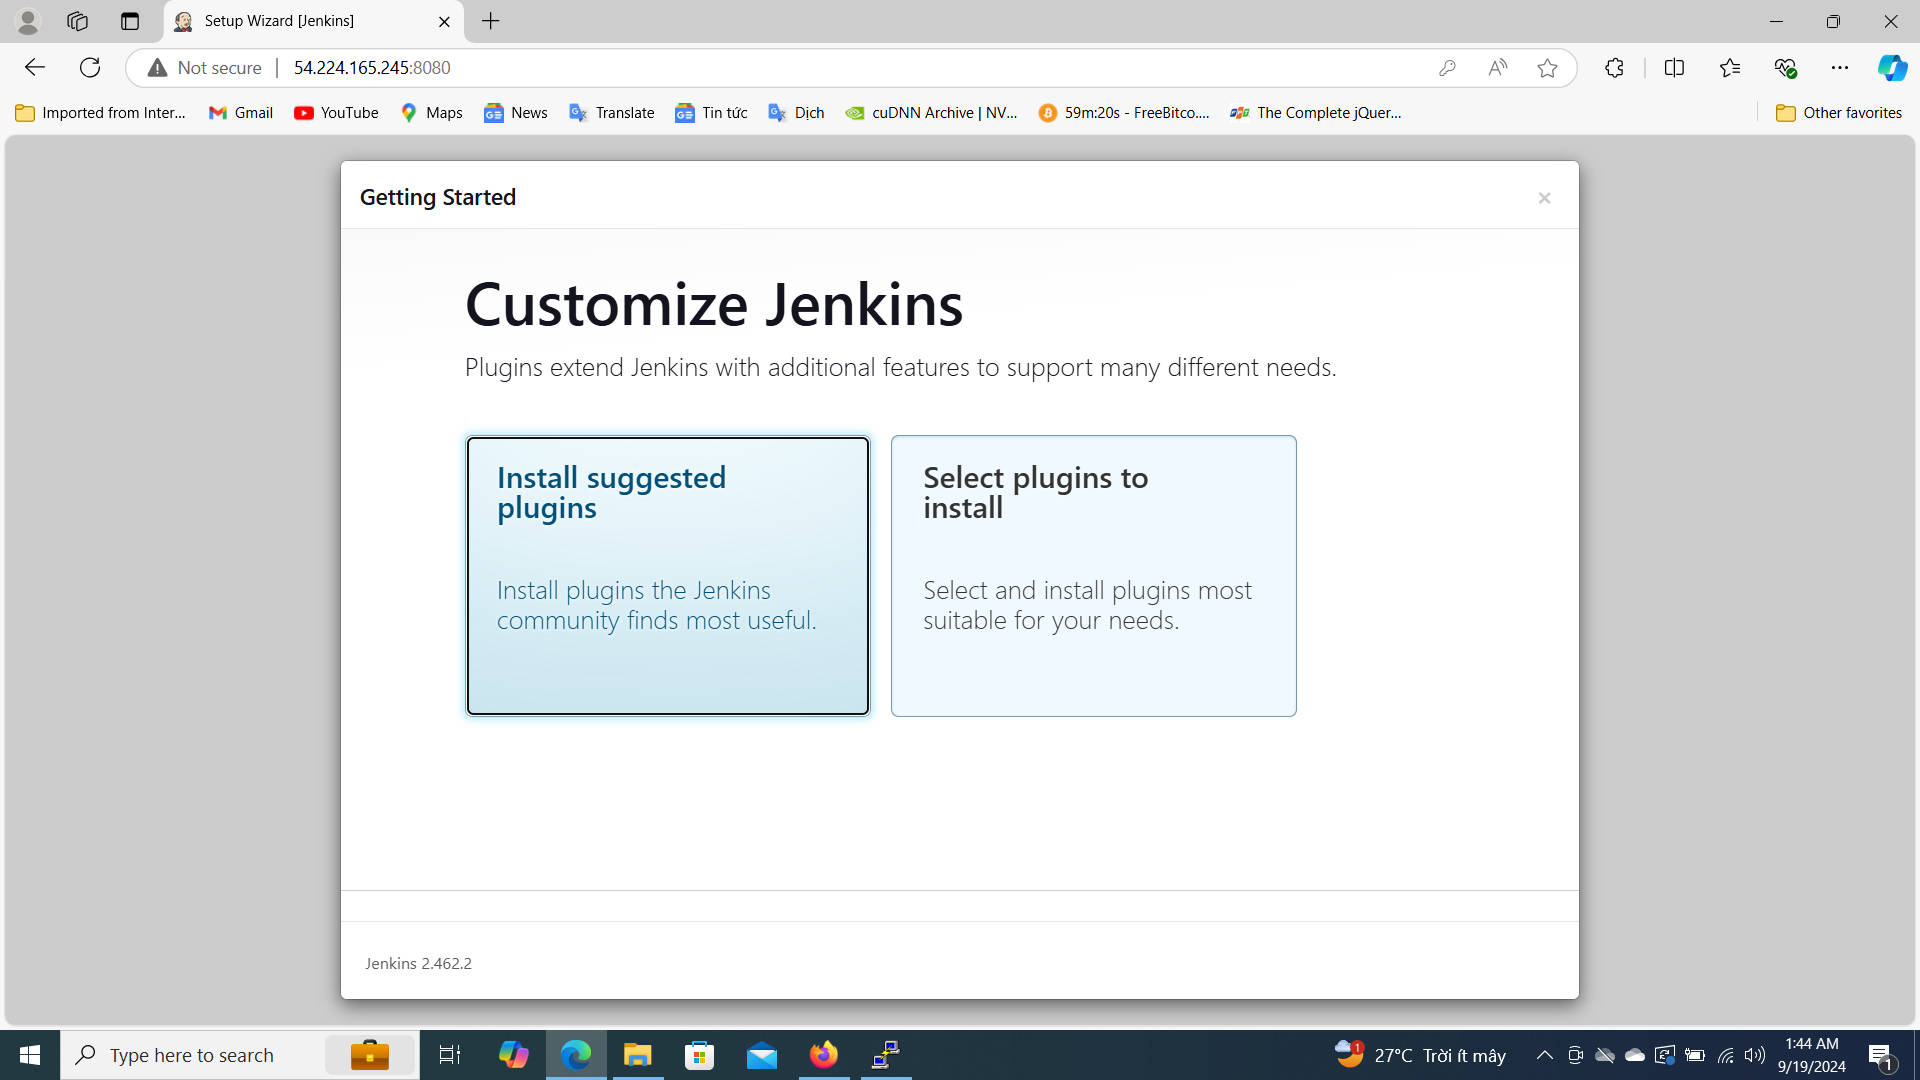 Setup Wizard [Jenkins]
Not secure
54.224.165.245:8080
Imported from Inter...
Gmail
YouTube
Maps
News
Translate
Tin tức
Dịch
cuDNN Archive | NV...
59m:20s - FreeBitco....
The Complete jQuer...
Other favorites
Getting Started
Customize Jenkins
Plugins extend Jenkins with additional features to support many different needs.
Install suggested
plugins
Install plugins the Jenkins
community finds most useful.
Select plugins to
install
Select and install plugins most
suitable for your needs.
Jenkins 2.462.2
Type here to search
1
27°C Trời ít mây
1:44 AM
9/19/2024
1